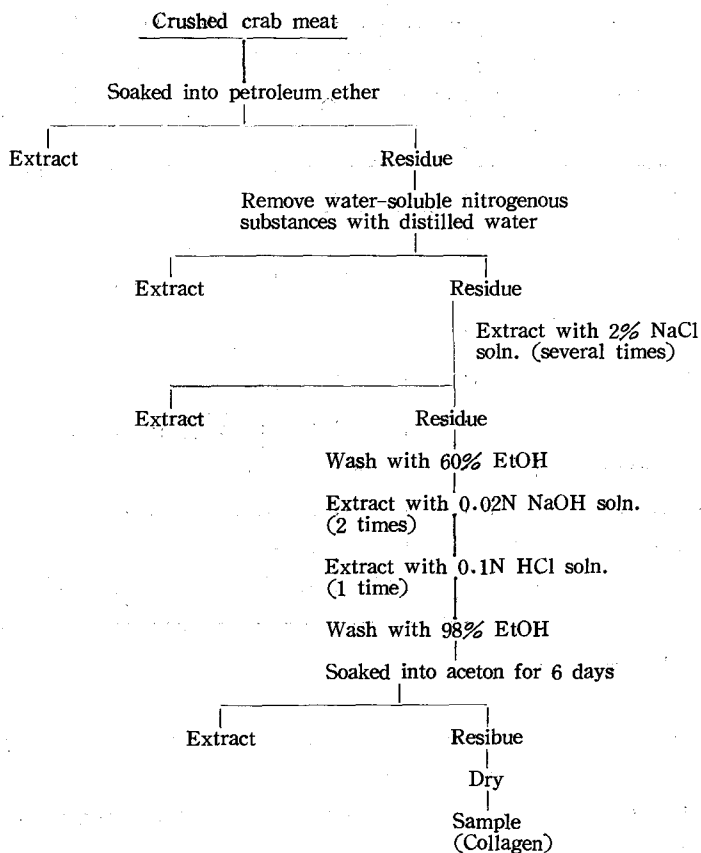 Crushed crab meat
Soaked into petroleum ether
Extract
Residue
Remove water-soluble nitrogenous
substances with distilled water
Extract
Residue
Extract with 2% NaCl
soln. (several times)
Extract
Residue
Wash with 60% EtOH
Extract with 0.02N NaOH soln.
(2 times)
Extract with 0.1N HCl soln.
(1 time)
Wash with 98% EtOH
Soaked into aceton for 6 days
Extract
Resibue
Dry
Sample
(Collagen)